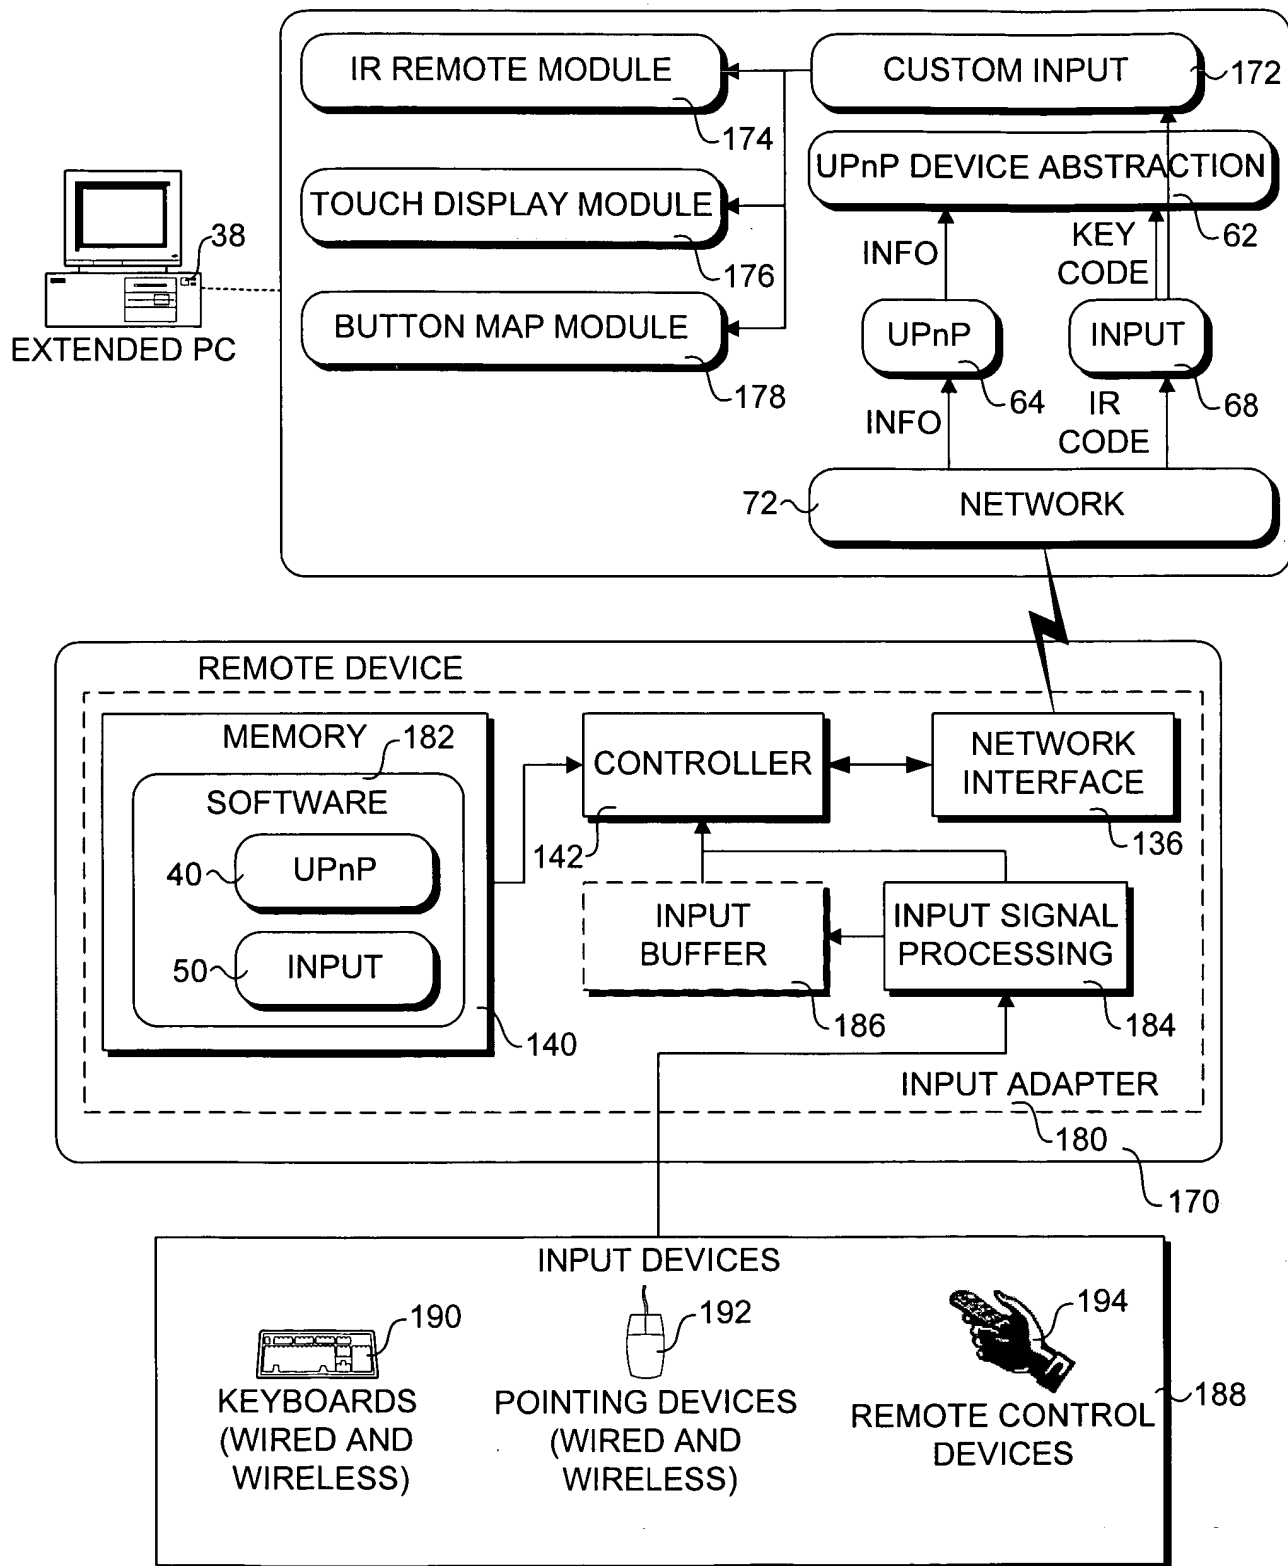 IR REMOTE MODULE
174
CUSTOM INPUT
172
UPnP DEVICE ABSTRACTION
62
TOUCH DISPLAY MODULE
176
38
EXTENDED PC
BUTTON MAP MODULE
178
INFO
KEY
CODE
UPnP
64
INPUT
68
INFO
IR
CODE
72
NETWORK
REMOTE DEVICE
MEMORY
182
SOFTWARE
40
UPnP
50
INPUT
140
CONTROLLER
142
NETWORK
INTERFACE
136
INPUT
BUFFER
186
INPUT SIGNAL
PROCESSING
184
INPUT ADAPTER
180
170
INPUT DEVICES
190
KEYBOARDS
(WIRED AND
WIRELESS)
192
POINTING DEVICES
(WIRED AND
WIRELESS)
194
REMOTE CONTROL
DEVICES
188